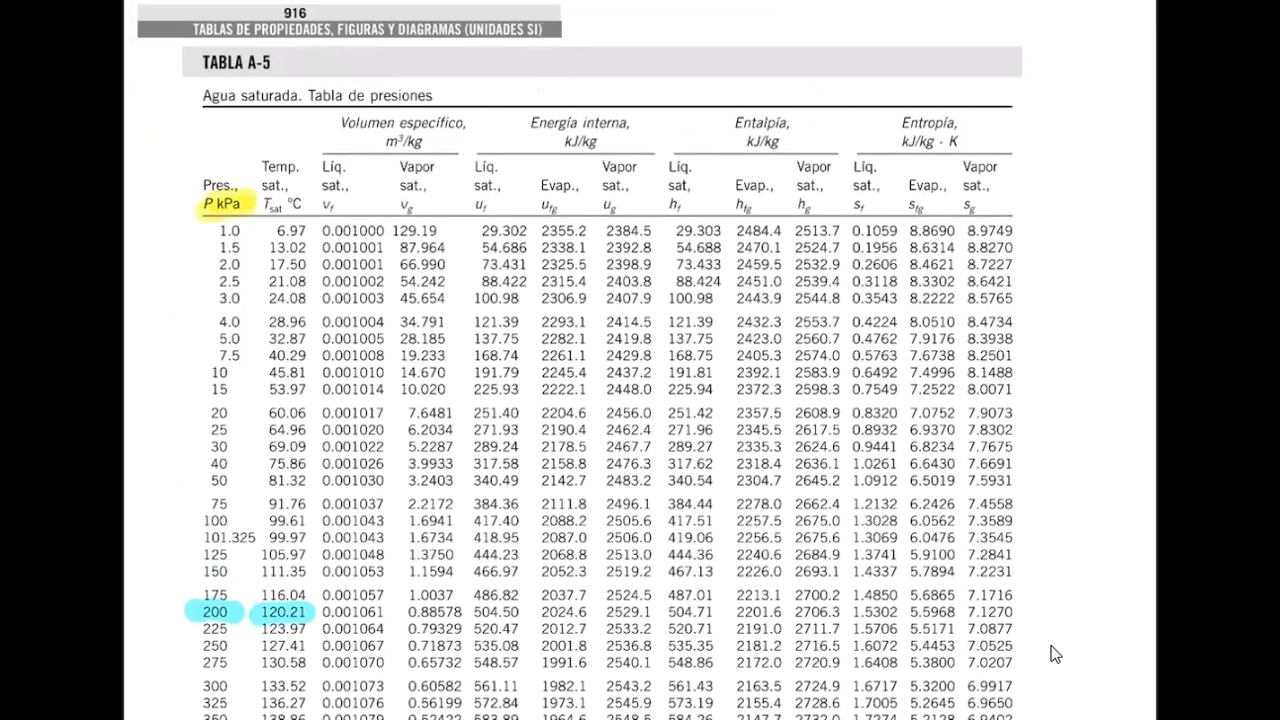 916
TABLAS DE PROPIEDADES, FIGURAS Y DIAGRAMAS (UNIDADES SI)
TABLA A-5
Agua saturada. Tabla de presiones
Volumen específico, Energía interna, Entalpía, Entropía,
m³/kg kJ/kg kJ/kg kJ/kg · K
Temp. Líq. Vapor Líq. Vapor Líq. Vapor Líq. Vapor
Pres., sat., sat., sat., sat., Evap., sat., sat, Evap., sat., sat., Evap., sat.,
P kPa Tsat °C vf vg uf ufg ug hf hfg hg sf sfg sg
1.0 6.97 0.001000 129.19 29.302 2355.2 2384.5 29.303 2484.4 2513.7 0.1059 8.8690 8.9749
1.5 13.02 0.001001 87.964 54.686 2338.1 2392.8 54.688 2470.1 2524.7 0.1956 8.6314 8.8270
2.0 17.50 0.001001 66.990 73.431 2325.5 2398.9 73.433 2459.5 2532.9 0.2606 8.4621 8.7227
2.5 21.08 0.001002 54.242 88.422 2315.4 2403.8 88.424 2451.0 2539.4 0.3118 8.3302 8.6421
3.0 24.08 0.001003 45.654 100.98 2306.9 2407.9 100.98 2443.9 2544.8 0.3543 8.2222 8.5765
4.0 28.96 0.001004 34.791 121.39 2293.1 2414.5 121.39 2432.3 2553.7 0.4224 8.0510 8.4734
5.0 32.87 0.001005 28.185 137.75 2282.1 2419.8 137.75 2423.0 2560.7 0.4762 7.9176 8.3938
7.5 40.29 0.001008 19.233 168.74 2261.1 2429.8 168.75 2405.3 2574.0 0.5763 7.6738 8.2501
10 45.81 0.001010 14.670 191.79 2245.4 2437.2 191.81 2392.1 2583.9 0.6492 7.4996 8.1488
15 53.97 0.001014 10.020 225.93 2222.1 2448.0 225.94 2372.3 2598.3 0.7549 7.2522 8.0071
20 60.06 0.001017 7.6481 251.40 2204.6 2456.0 251.42 2357.5 2608.9 0.8320 7.0752 7.9073
25 64.96 0.001020 6.2034 271.93 2190.4 2462.4 271.96 2345.5 2617.5 0.8932 6.9370 7.8302
30 69.09 0.001022 5.2287 289.24 2178.5 2467.7 289.27 2335.3 2624.6 0.9441 6.8234 7.7675
40 75.86 0.001026 3.9933 317.58 2158.8 2476.3 317.62 2318.4 2636.1 1.0261 6.6430 7.6691
50 81.32 0.001030 3.2403 340.49 2142.7 2483.2 340.54 2304.7 2645.2 1.0912 6.5019 7.5931
75 91.76 0.001037 2.2172 384.36 2111.8 2496.1 384.44 2278.0 2662.4 1.2132 6.2426 7.4558
100 99.61 0.001043 1.6941 417.40 2088.2 2505.6 417.51 2257.5 2675.0 1.3028 6.0562 7.3589
101.325 99.97 0.001043 1.6734 418.95 2087.0 2506.0 419.06 2256.5 2675.6 1.3069 6.0476 7.3545
125 105.97 0.001048 1.3750 444.23 2068.8 2513.0 444.36 2240.6 2684.9 1.3741 5.9100 7.2841
150 111.35 0.001053 1.1594 466.97 2052.3 2519.2 467.13 2226.0 2693.1 1.4337 5.7894 7.2231
175 116.04 0.001057 1.0037 486.82 2037.7 2524.5 487.01 2213.1 2700.2 1.4850 5.6865 7.1716
200 120.21 0.001061 0.88578 504.50 2024.6 2529.1 504.71 2201.6 2706.3 1.5302 5.5968 7.1270
225 123.97 0.001064 0.79329 520.47 2012.7 2533.2 520.71 2191.0 2711.7 1.5706 5.5171 7.0877
250 127.41 0.001067 0.71873 535.08 2001.8 2536.8 535.35 2181.2 2716.5 1.6072 5.4453 7.0525
275 130.58 0.001070 0.65732 548.57 1991.6 2540.1 548.86 2172.0 2720.9 1.6408 5.3800 7.0207
300 133.52 0.001073 0.60582 561.11 1982.1 2543.2 561.43 2163.5 2724.9 1.6717 5.3200 6.9917
325 136.27 0.001076 0.56199 572.84 1973.1 2545.9 573.19 2155.4 2728.6 1.7005 5.2645 6.9650